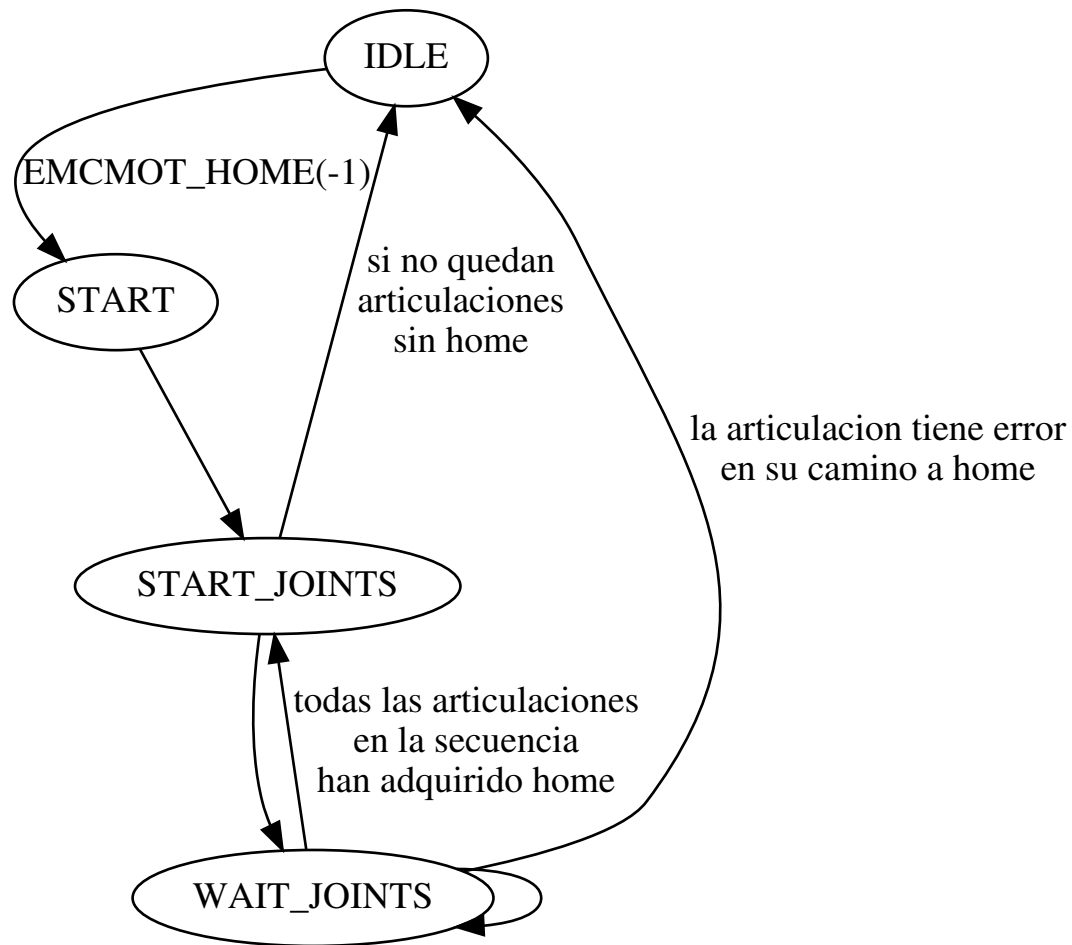 IDLE
EMCMOT_HOME(-1)
START
si no quedan
articulaciones
sin home
la articulacion tiene error
en su camino a home
START_JOINTS
todas las articulaciones
en la secuencia
han adquirido home
WAIT_JOINTS